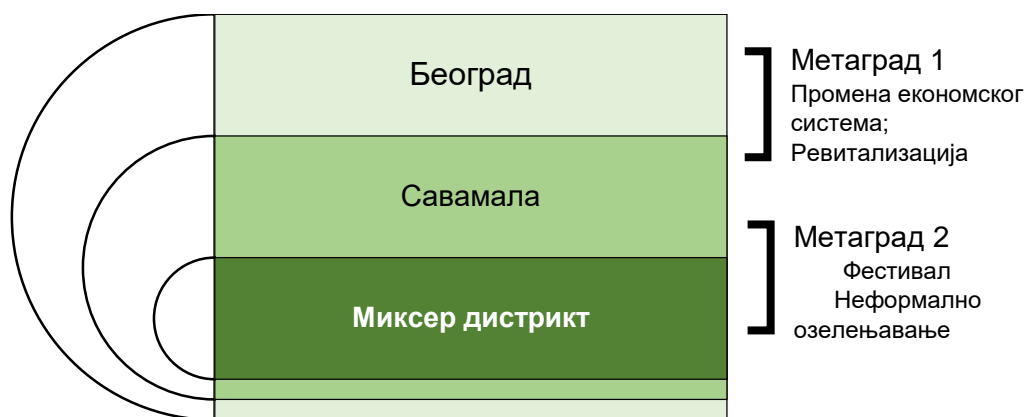 Београд
Савамала
Миксер дистрикт
Метаград 1
Промена економског
система;
Ревитализација
Метаград 2
Фестивал
Неформално
озелењавање